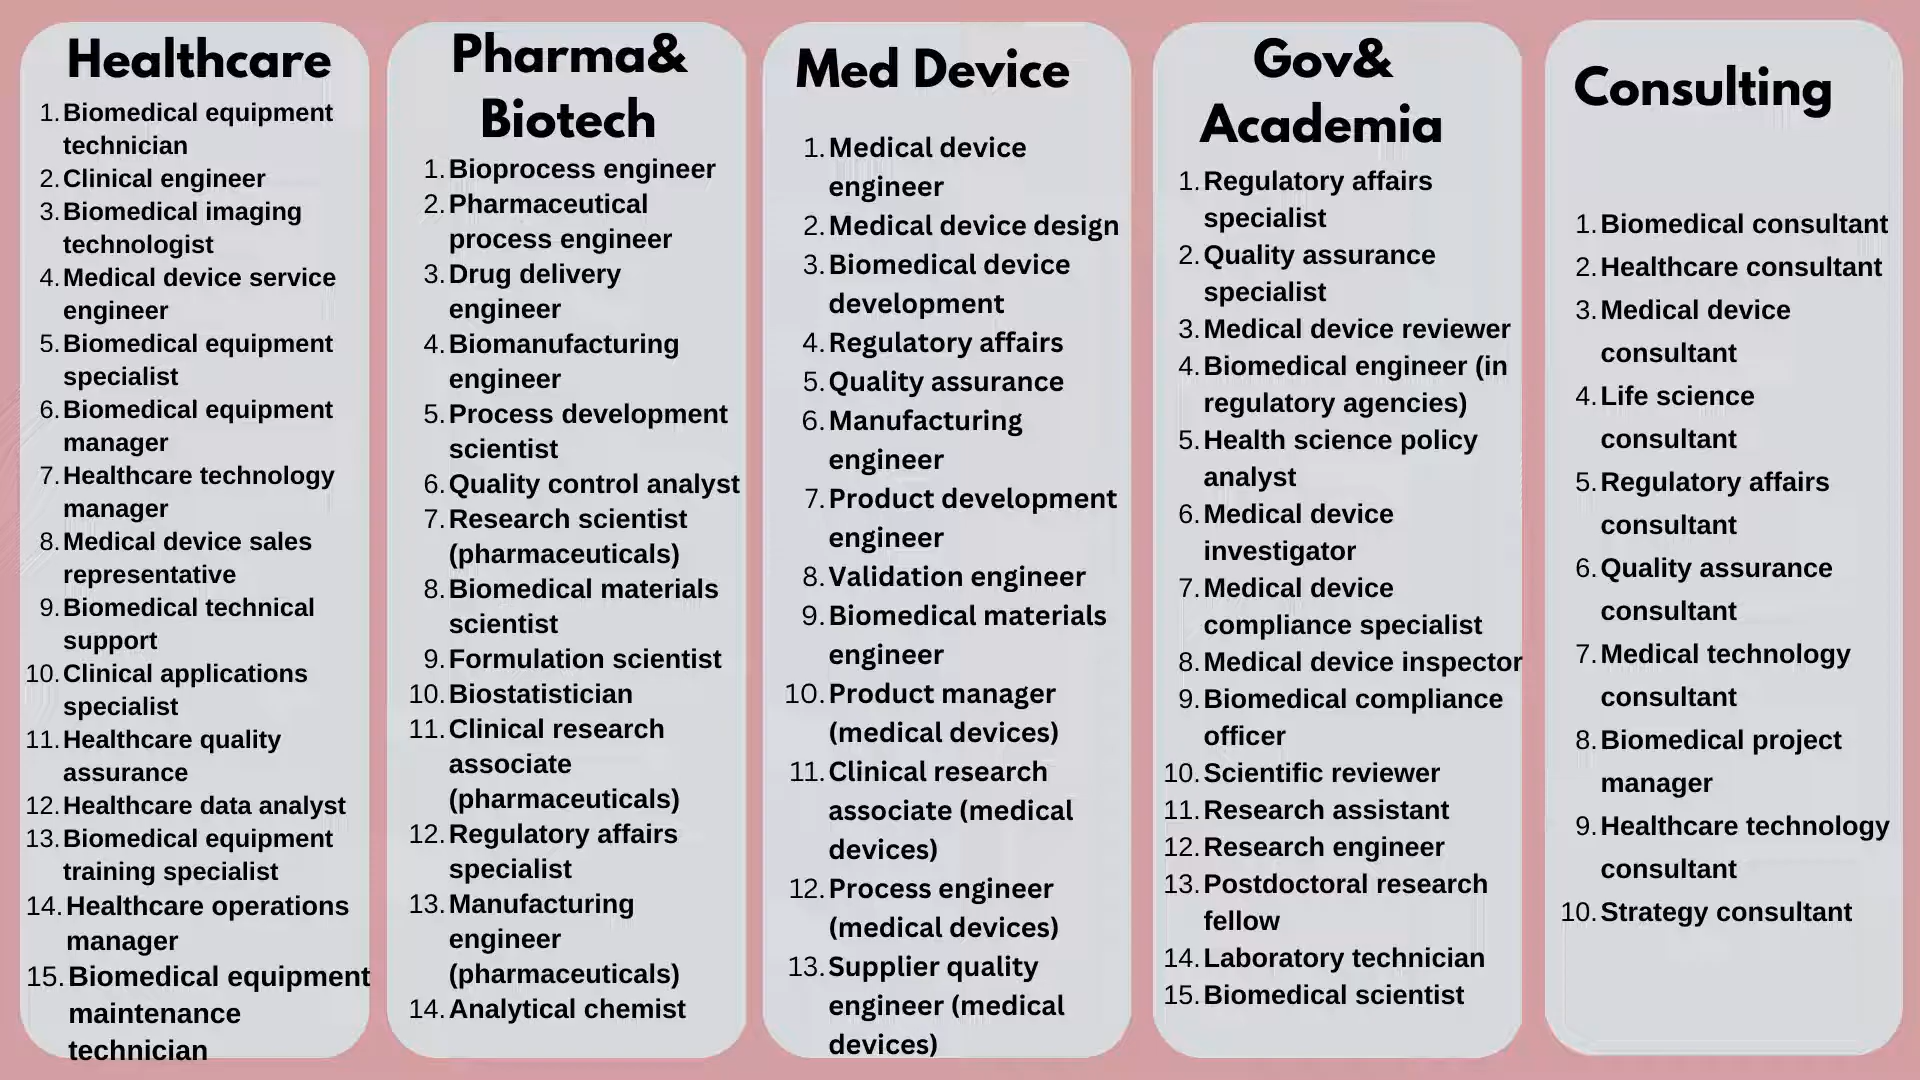 Healthcare
1. Biomedical equipment
technician
2. Clinical engineer
3. Biomedical imaging
technologist
4. Medical device service
engineer
5. Biomedical equipment
specialist
6. Biomedical equipment
manager
7. Healthcare technology
manager
8. Medical device sales
representative
9. Biomedical technical
support
10. Clinical applications
specialist
11. Healthcare quality
assurance
12. Healthcare data analyst
13. Biomedical equipment
training specialist
14. Healthcare operations
manager
15. Biomedical equipment
maintenance
technician
Pharma&
Biotech
1. Bioprocess engineer
2. Pharmaceutical
process engineer
3. Drug delivery
engineer
4. Biomanufacturing
engineer
5. Process development
scientist
6. Quality control analyst
7. Research scientist
(pharmaceuticals)
8. Biomedical materials
scientist
9. Formulation scientist
10. Biostatistician
11. Clinical research
associate
(pharmaceuticals)
12. Regulatory affairs
specialist
13. Manufacturing
engineer
(pharmaceuticals)
14. Analytical chemist
Med Device
1. Medical device
engineer
2. Medical device design
3. Biomedical device
development
4. Regulatory affairs
5. Quality assurance
6. Manufacturing
engineer
7. Product development
engineer
8. Validation engineer
9. Biomedical materials
engineer
10. Product manager
(medical devices)
11. Clinical research
associate (medical
devices)
12. Process engineer
(medical devices)
13. Supplier quality
engineer (medical
devices)
Gov&
Academia
1. Regulatory affairs
specialist
2. Quality assurance
specialist
3. Medical device reviewer
4. Biomedical engineer (in
regulatory agencies)
5. Health science policy
analyst
6. Medical device
investigator
7. Medical device
compliance specialist
8. Medical device inspector
9. Biomedical compliance
officer
10. Scientific reviewer
11. Research assistant
12. Research engineer
13. Postdoctoral research
fellow
14. Laboratory technician
15. Biomedical scientist
Consulting
1. Biomedical consultant
2. Healthcare consultant
3. Medical device
consultant
4. Life science
consultant
5. Regulatory affairs
consultant
6. Quality assurance
consultant
7. Medical technology
consultant
8. Biomedical project
manager
9. Healthcare technology
consultant
10. Strategy consultant